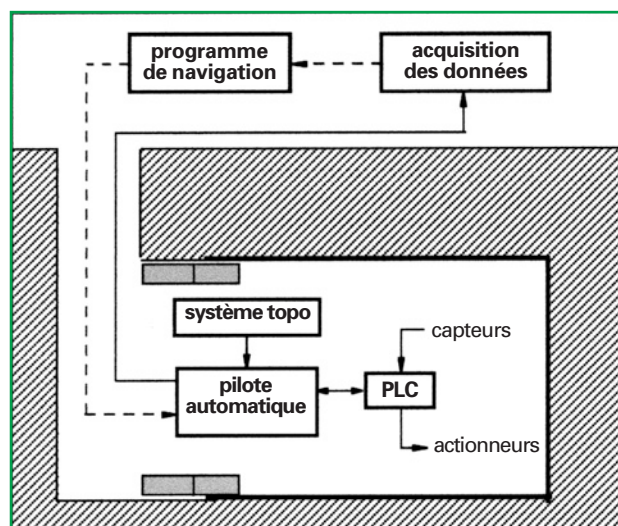 programme
de navigation
acquisition
des données
système topo
capteurs
pilote
automatique
PLC
actionneurs